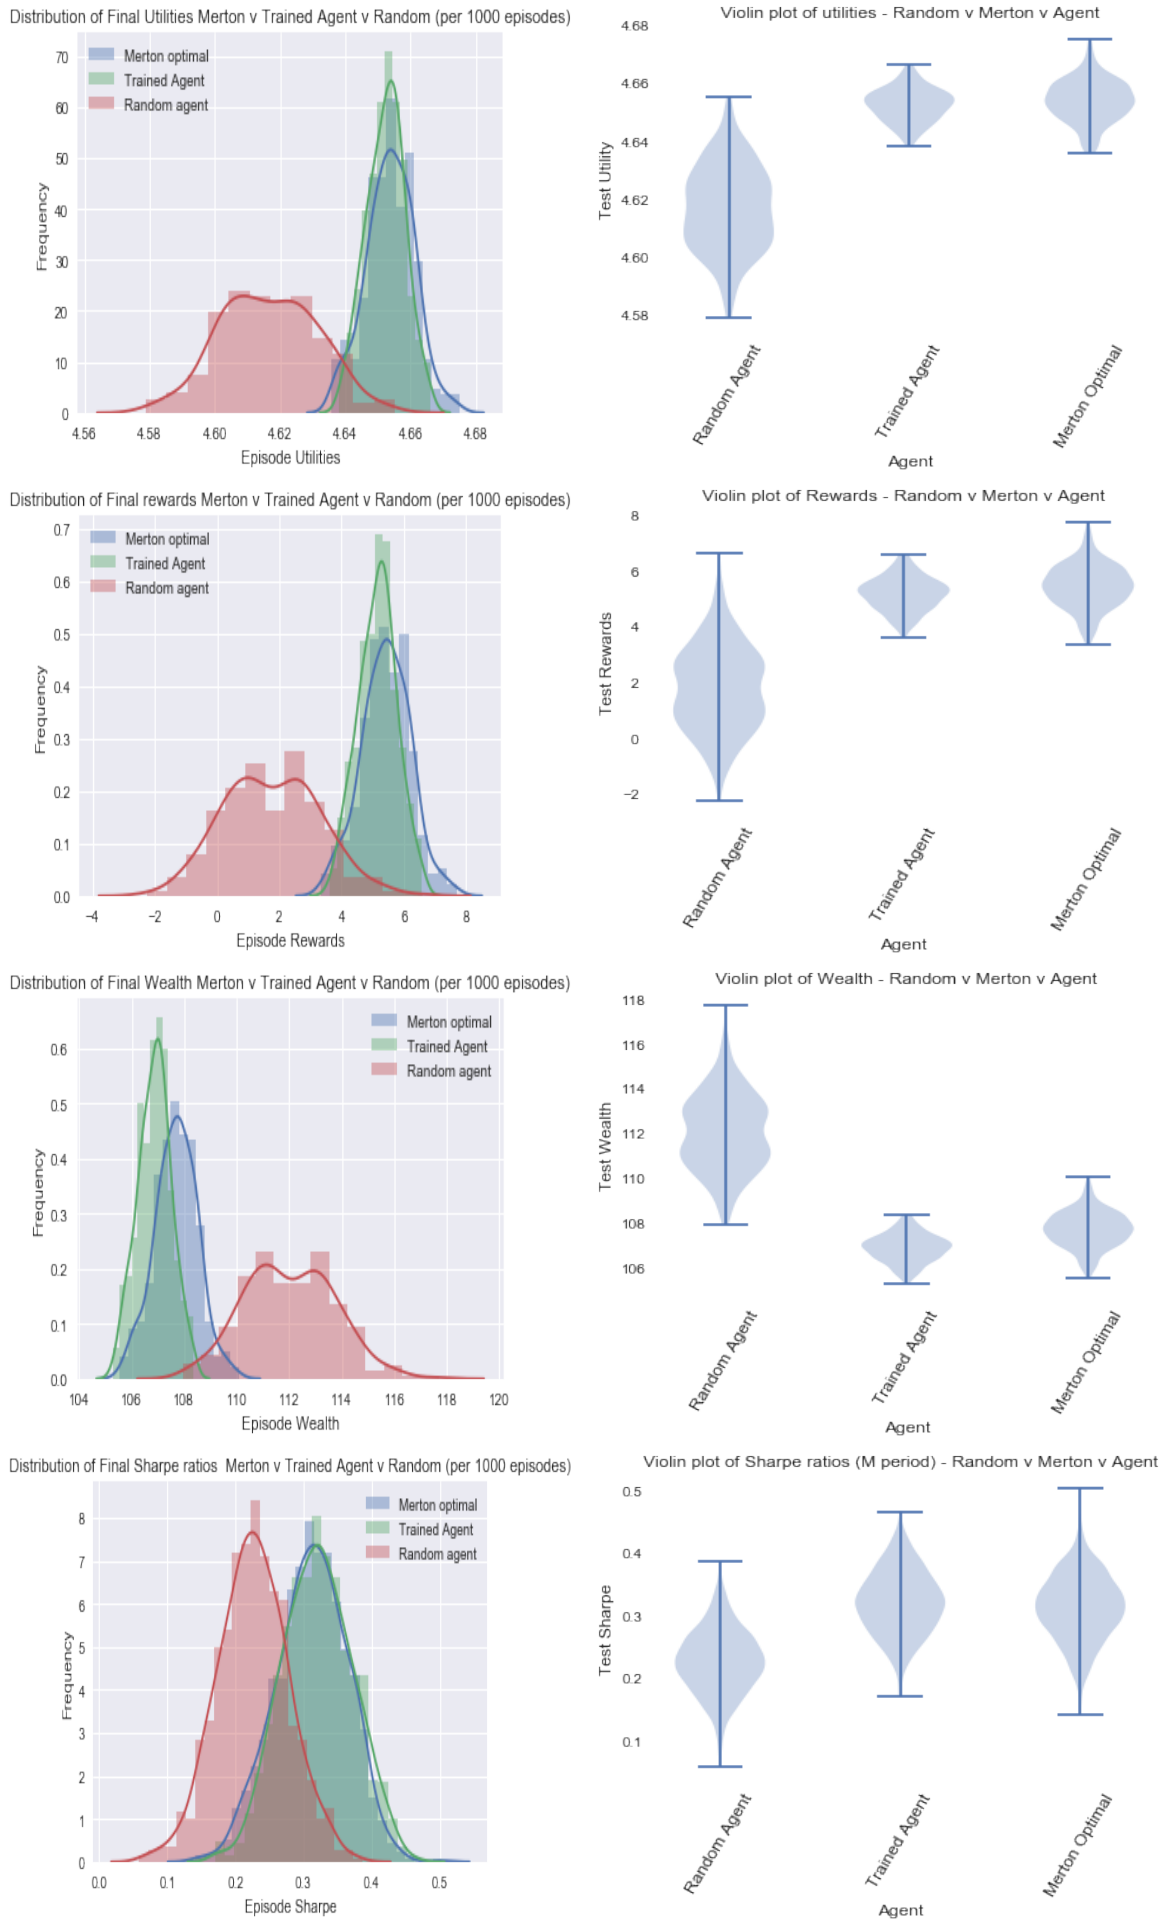 Distribution of Final Utilities Merton v Trained Agent v Random (per 1000 episodes)
Merton optimal
Trained Agent
Random agent
70
60
50
40
30
20
10
0
Frequency
4.56 4.58 4.60 4.62 4.64 4.66 4.68
Episode Utilities
Violin plot of utilities - Random v Merton v Agent
4.68
4.66
4.64
4.62
4.60
4.58
Test Utility
Random Agent
Trained Agent
Merton Optimal
Agent
Distribution of Final rewards Merton v Trained Agent v Random (per 1000 episodes)
Merton optimal
Trained Agent
Random agent
0.7
0.6
0.5
0.4
0.3
0.2
0.1
0.0
Frequency
−4 −2 0 2 4 6 8
Episode Rewards
Violin plot of Rewards - Random v Merton v Agent
8
6
4
2
0
−2
Test Rewards
Random Agent
Trained Agent
Merton Optimal
Agent
Distribution of Final Wealth Merton v Trained Agent v Random (per 1000 episodes)
Merton optimal
Trained Agent
Random agent
0.6
0.5
0.4
0.3
0.2
0.1
0.0
Frequency
104 106 108 110 112 114 116 118 120
Episode Wealth
Violin plot of Wealth - Random v Merton v Agent
118
116
114
112
110
108
106
Test Wealth
Random Agent
Trained Agent
Merton Optimal
Agent
Distribution of Final Sharpe ratios Merton v Trained Agent v Random (per 1000 episodes)
Merton optimal
Trained Agent
Random agent
8
7
6
5
4
3
2
1
0
Frequency
0.0 0.1 0.2 0.3 0.4 0.5
Episode Sharpe
Violin plot of Sharpe ratios (M period) - Random v Merton v Agent
0.5
0.4
0.3
0.2
0.1
Test Sharpe
Random Agent
Trained Agent
Merton Optimal
Agent